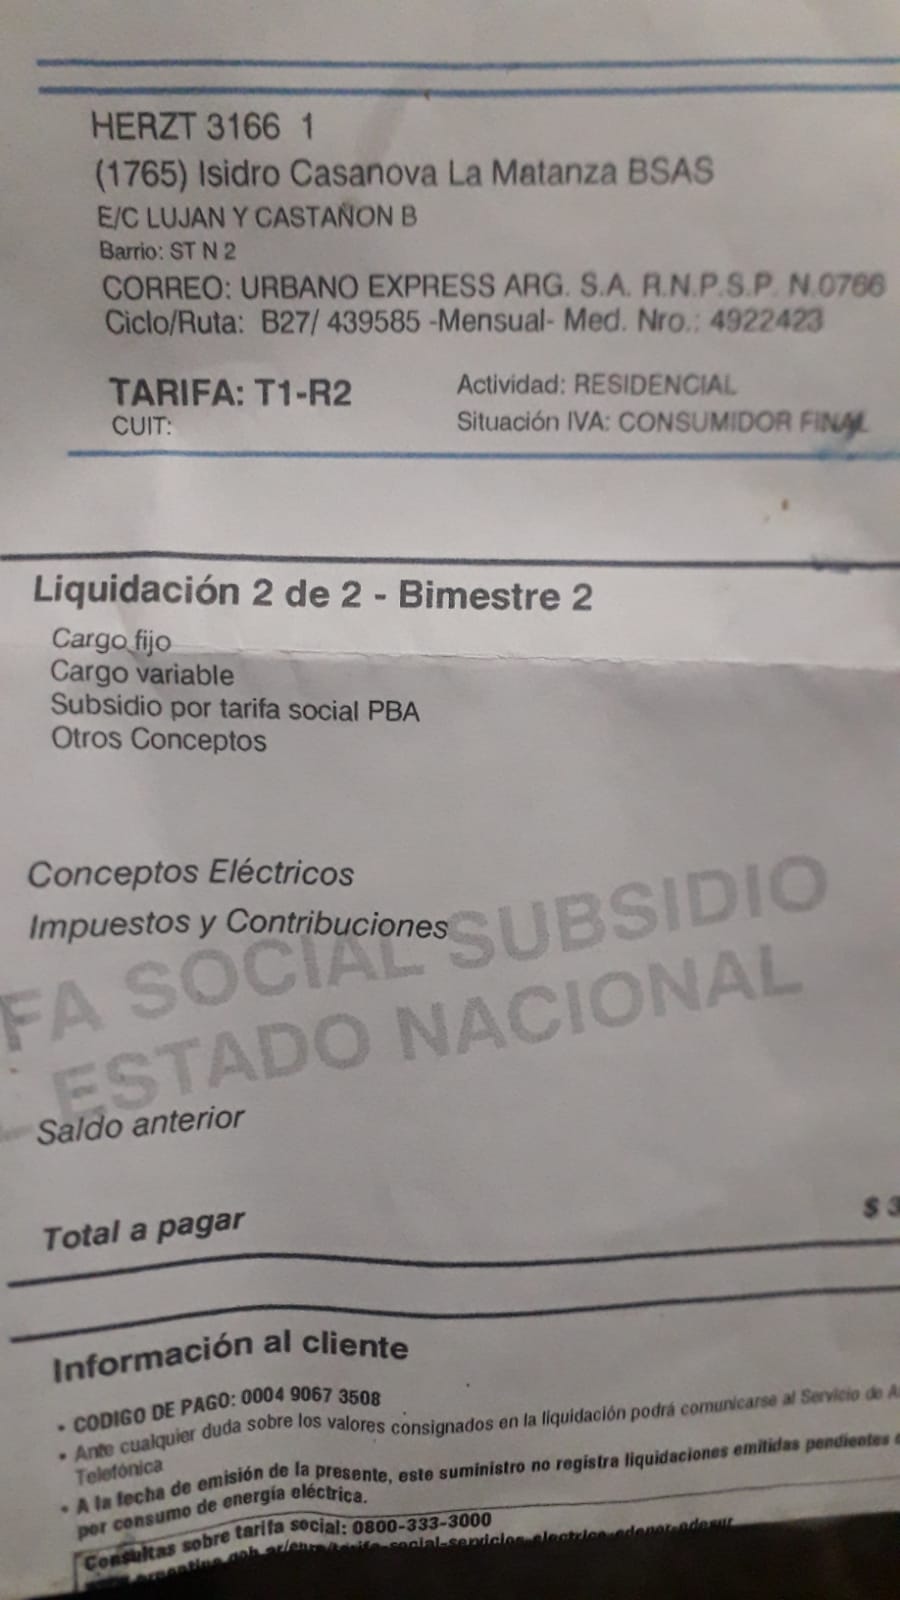 HERZT 3166 1
(1765) Isidro Casanova La Matanza BSAS
E/C LUJAN Y CASTAÑON B
Barrio: ST N 2
CORREO: URBANO EXPRESS ARG. S.A. R.N.P.S.P. N.0766
Ciclo/Ruta: B27/ 439585 -Mensual- Med. Nro.: 4922423
TARIFA: T1-R2
Actividad: RESIDENCIAL
CUIT:
Situación IVA: CONSUMIDOR FINAL
Liquidación 2 de 2 - Bimestre 2
Cargo fijo
Cargo variable
Subsidio por tarifa social PBA
Otros Conceptos
Conceptos Eléctricos
Impuestos y Contribuciones
FA SOCIAL SUBSIDIO
ESTADO NACIONAL
Saldo anterior
Total a pagar $ 3
Información al cliente
• CODIGO DE PAGO: 0004 9067 3508
• Ante cualquier duda sobre los valores consignados en la liquidación podrá comunicarse al Servicio de A
Telefónica
• A la fecha de emisión de la presente, este suministro no registra liquidaciones emitidas pendientes
por consumo de energía eléctrica.
Consultas sobre tarifa social: 0800-333-3000